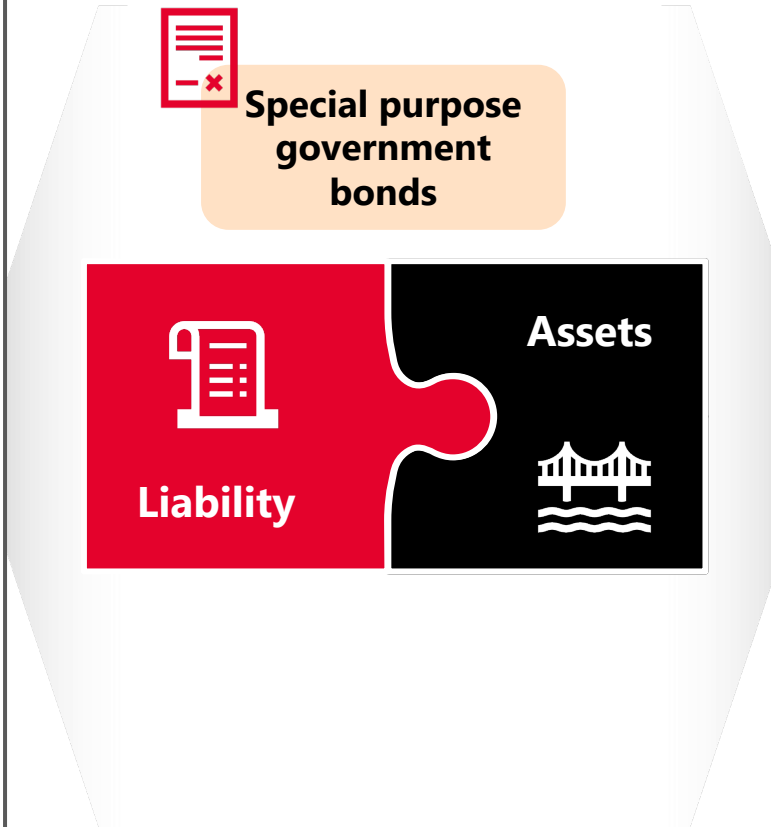 Special purpose
government
bonds
Assets
Liability